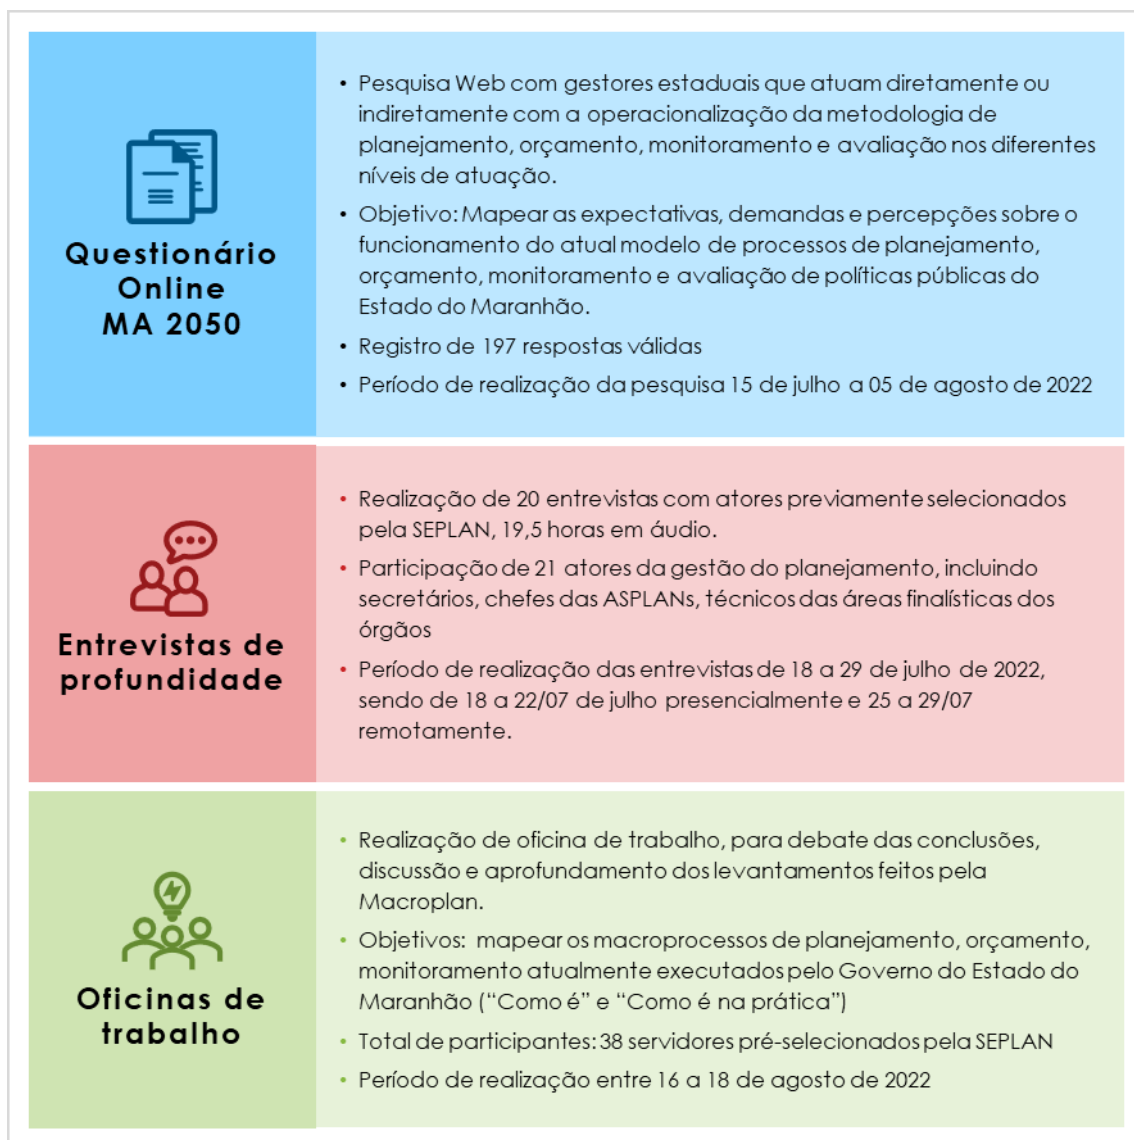 Questionário
Online
MA 2050
• Pesquisa Web com gestores estaduais que atuam diretamente ou
indiretamente com a operacionalização da metodologia de
planejamento, orçamento, monitoramento e avaliação nos diferentes
níveis de atuação.
• Objetivo: Mapear as expectativas, demandas e percepções sobre o
funcionamento do atual modelo de processos de planejamento,
orçamento, monitoramento e avaliação de políticas públicas do
Estado do Maranhão.
• Registro de 197 respostas válidas
• Período de realização da pesquisa 15 de julho a 05 de agosto de 2022
Entrevistas de
profundidade
• Realização de 20 entrevistas com atores previamente selecionados
pela SEPLAN, 19,5 horas em áudio.
• Participação de 21 atores da gestão do planejamento, incluindo
secretários, chefes das ASPLANs, técnicos das áreas finalísticas dos
órgãos
• Período de realização das entrevistas de 18 a 29 de julho de 2022,
sendo de 18 a 22/07 de julho presencialmente e 25 a 29/07
remotamente.
Oficinas de
trabalho
• Realização de oficina de trabalho, para debate das conclusões,
discussão e aprofundamento dos levantamentos feitos pela
Macroplan.
• Objetivos: mapear os macroprocessos de planejamento, orçamento,
monitoramento atualmente executados pelo Governo do Estado do
Maranhão (“Como é” e “Como é na prática”)
• Total de participantes: 38 servidores pré-selecionados pela SEPLAN
• Período de realização entre 16 a 18 de agosto de 2022